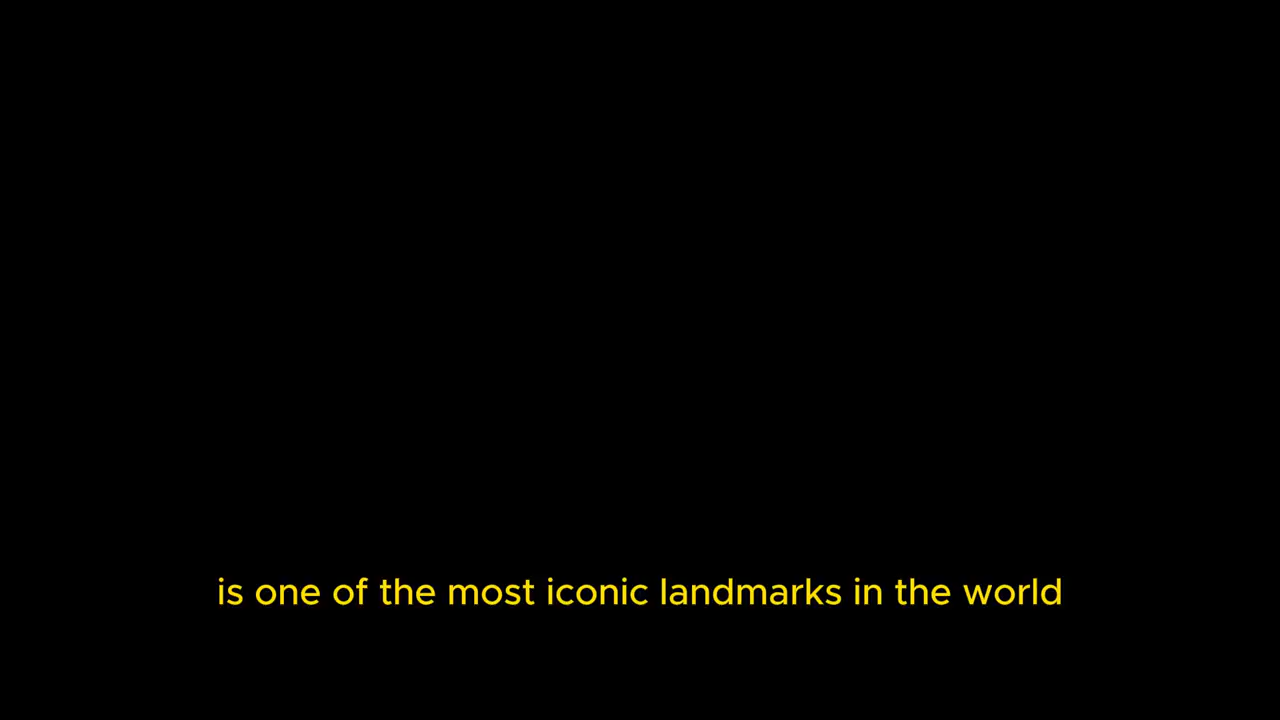 is one of the most iconic landmarks in the world